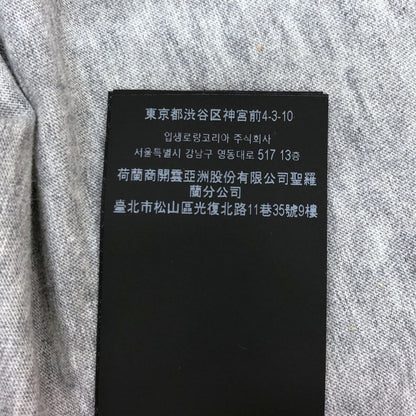 東京都渋谷区神宮前4-3-10
입생로랑코리아 주식회사
서울특별시 강남구 영동대로 517 13층
荷蘭商開雲亞洲股份有限公司聖羅
蘭分公司
臺北市松山區光復北路11巷35號9樓